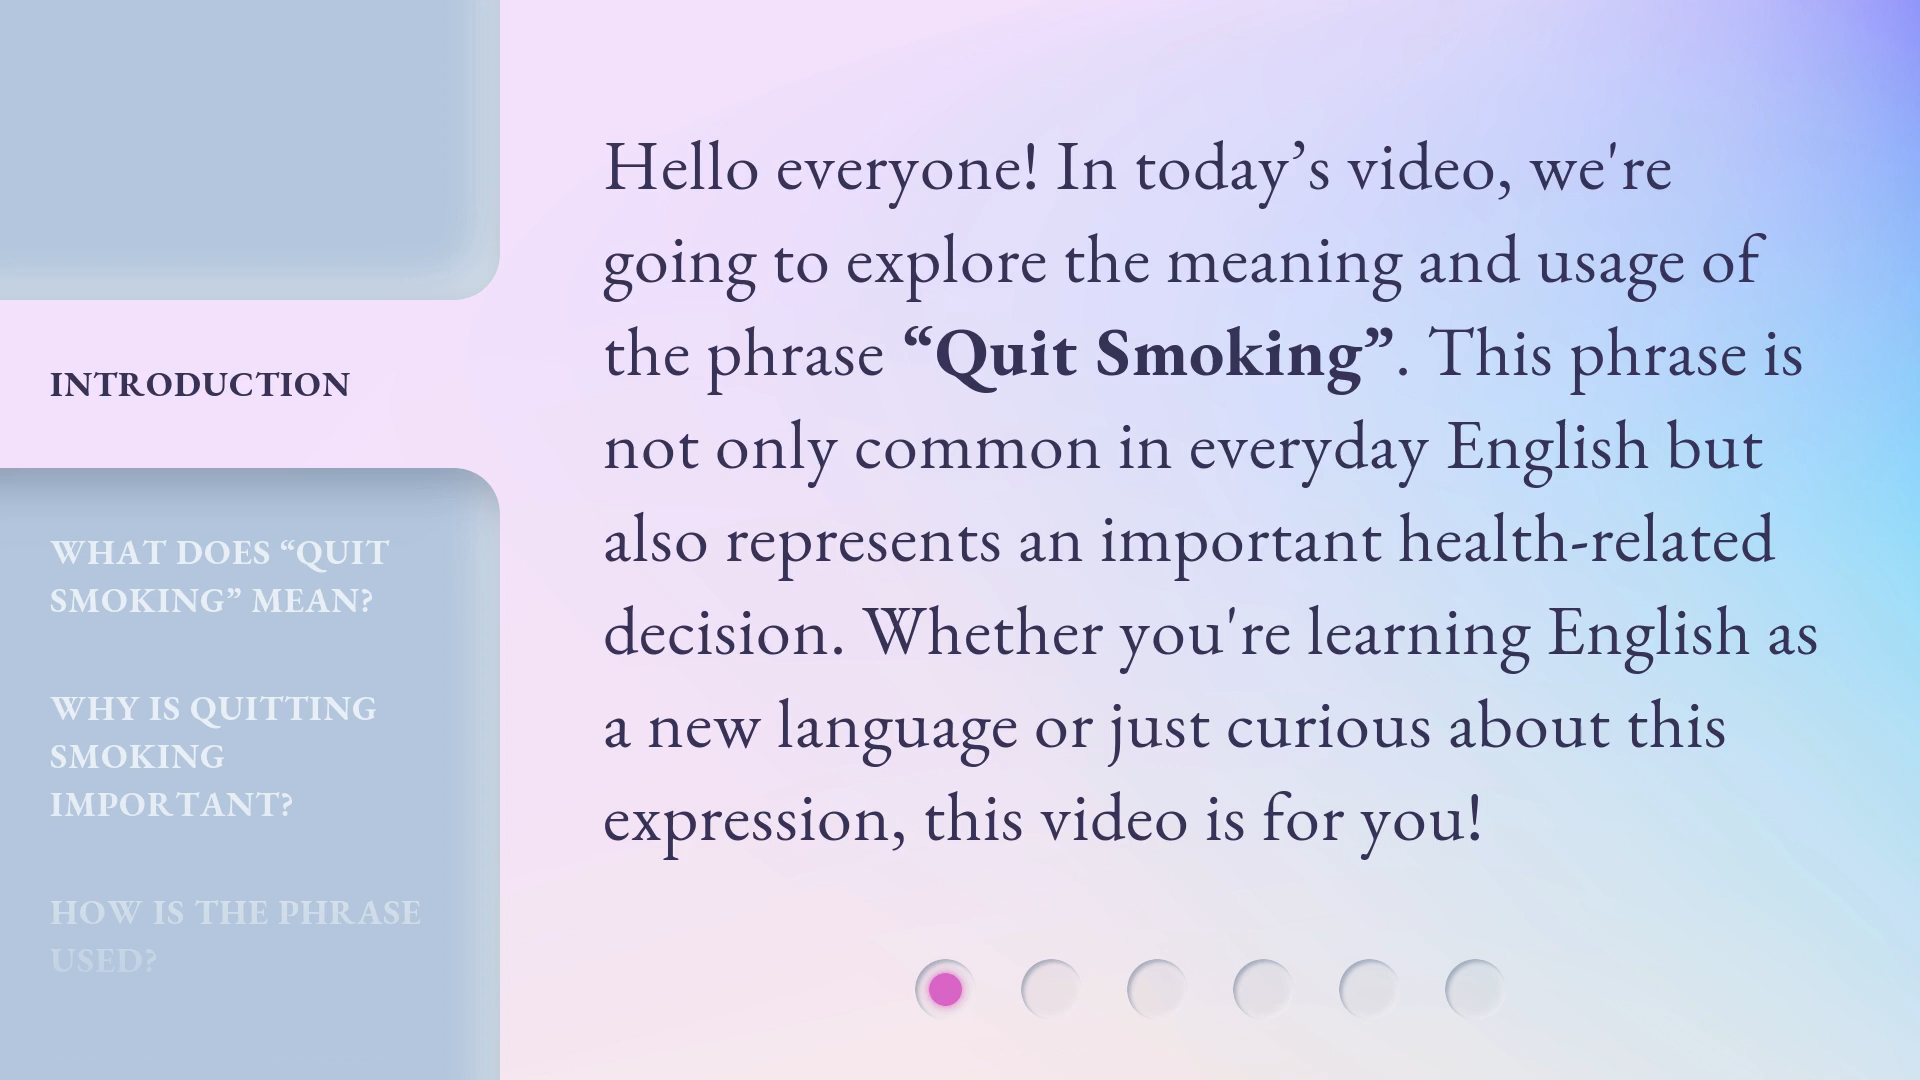 INTRODUCTION
WHAT DOES “QUIT
SMOKING” MEAN?
WHY IS QUITTING
SMOKING
IMPORTANT?
HOW IS THE PHRASE
USED?
Hello everyone! In today’s video, we're
going to explore the meaning and usage of
the phrase “Quit Smoking”. This phrase is
not only common in everyday English but
also represents an important health-related
decision. Whether you're learning English as
a new language or just curious about this
expression, this video is for you!